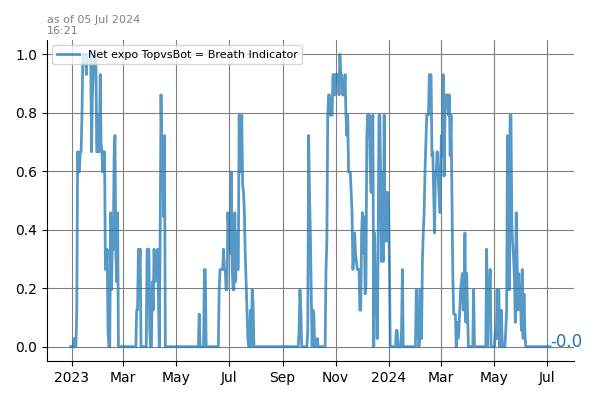 as of 05 Jul 2024
16:21
Net expo TopvsBot = Breath Indicator
1.0
0.8
0.6
0.4
0.2
0.0
-0.0
2023 Mar May Jul Sep Nov 2024 Mar May Jul